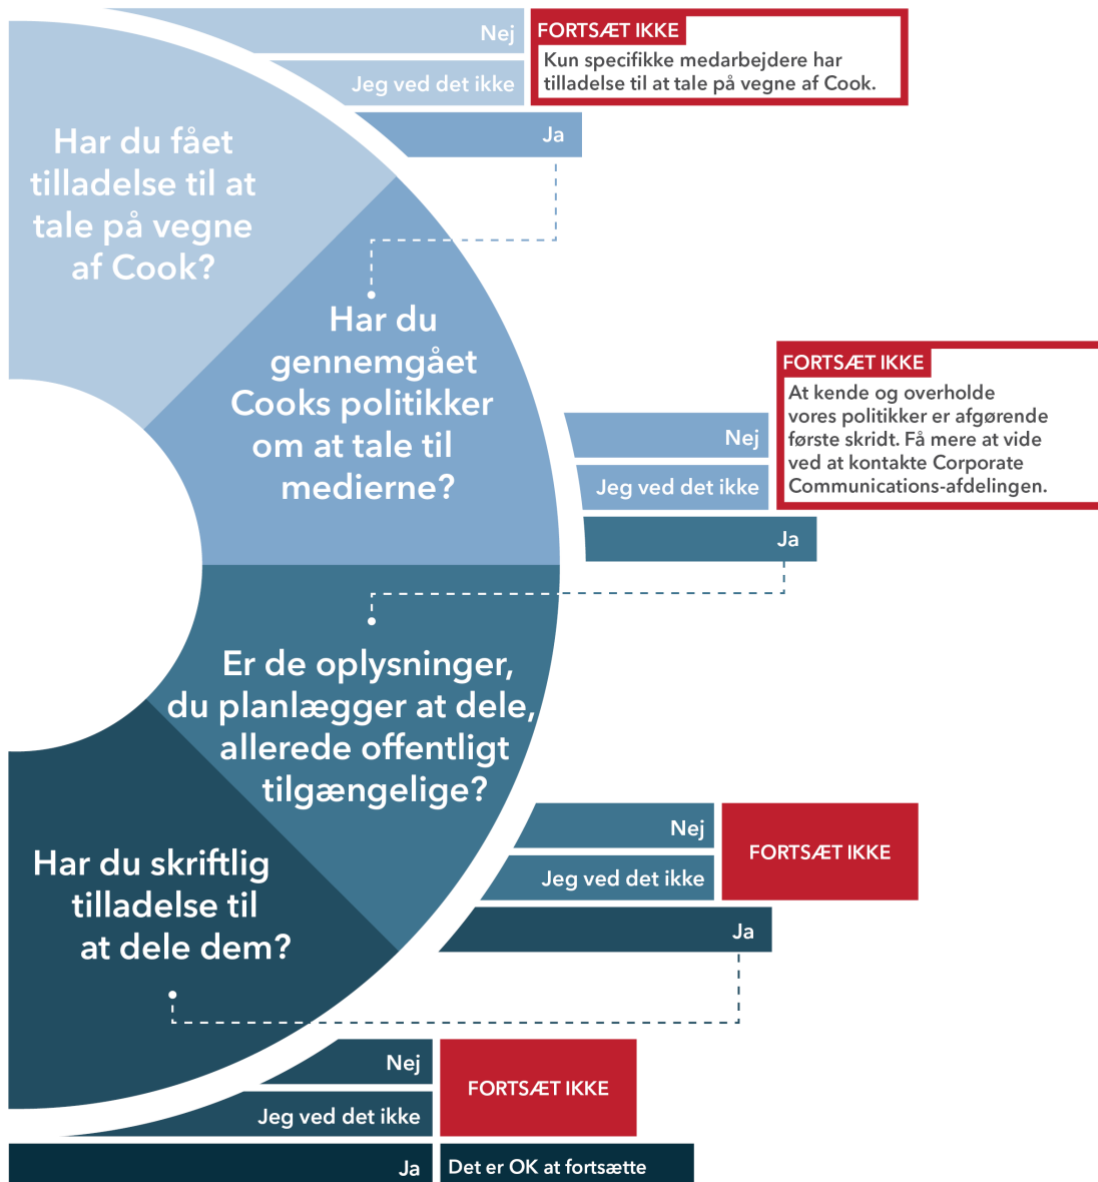 Har du fået
tilladelse til at
tale på vegne
af Cook?
Nej
Jeg ved det ikke
FORTSÆT IKKE
Kun specifikke medarbejdere har
tilladelse til at tale på vegne af Cook.
Ja
Har du
gennemgået
Cooks politikker
om at tale til
medierne?
Nej
Jeg ved det ikke
FORTSÆT IKKE
At kende og overholde
vores politikker er afgørende
første skridt. Få mere at vide
ved at kontakte Corporate
Communications-afdelingen.
Ja
Er de oplysninger,
du planlægger at dele,
allerede offentligt
tilgængelige?
Nej
Jeg ved det ikke
FORTSÆT IKKE
Ja
Har du skriftlig
tilladelse til
at dele dem?
Nej
Jeg ved det ikke
FORTSÆT IKKE
Ja
Det er OK at fortsætte